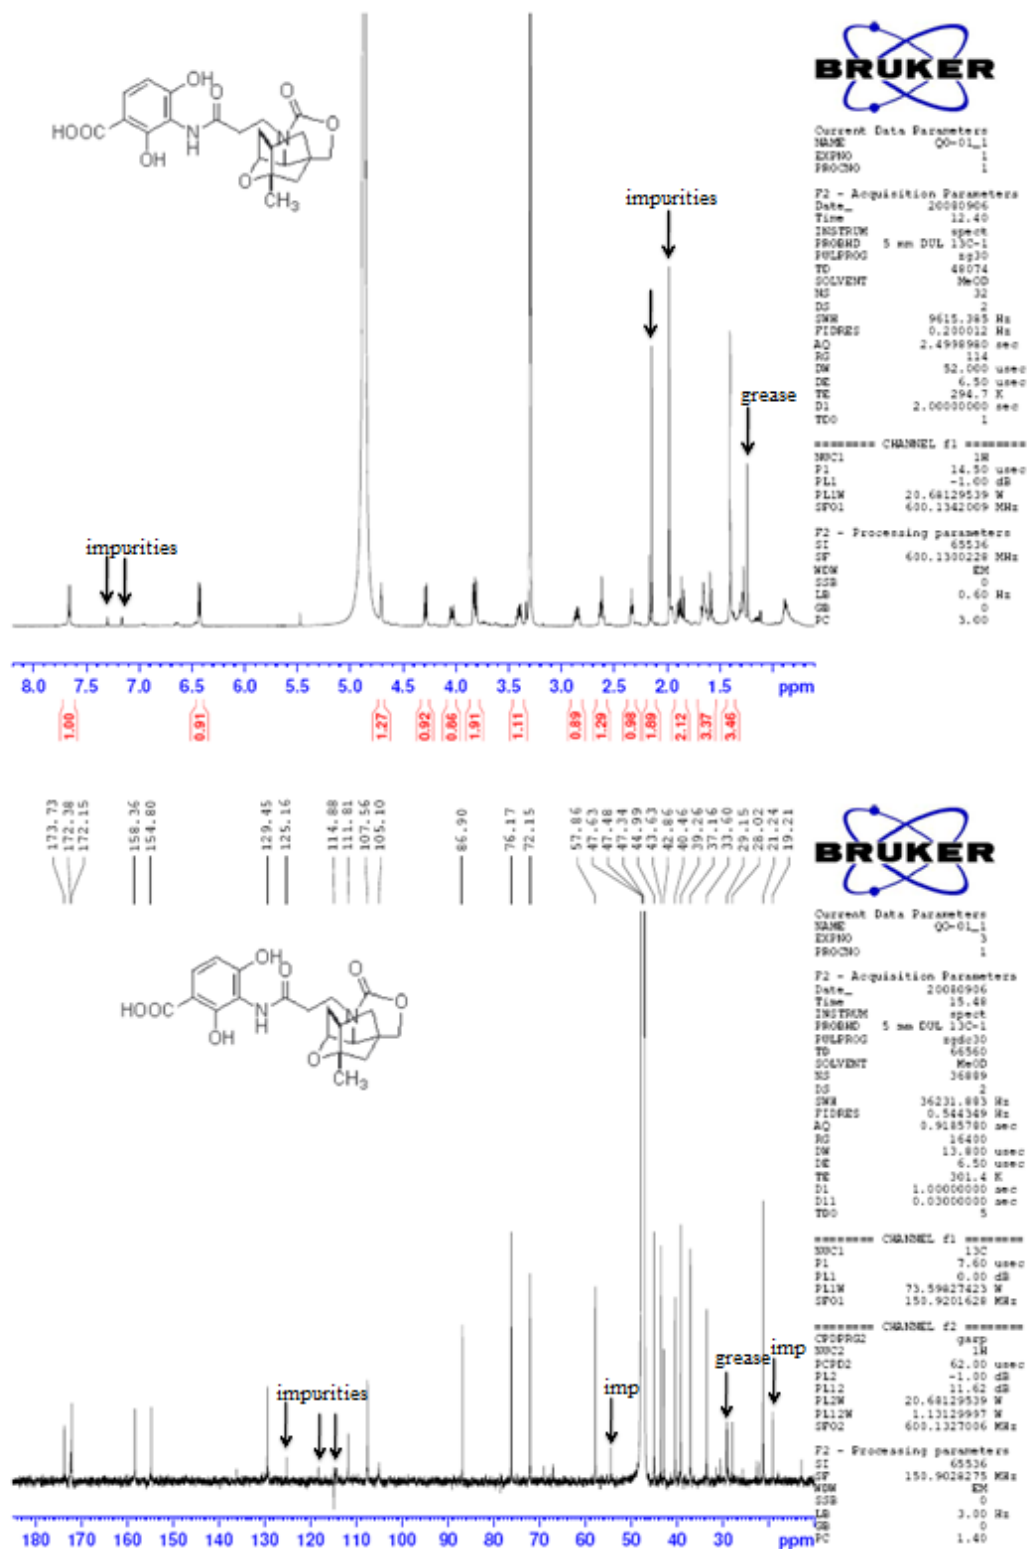 BRUKER
OH
O
O
O
HOOC
N
H
N
OH
O
CH₃
impurities
impurities
grease
Current Data Parameters
NAME QO-01_1
EXPNO 1
PROCNO 1
F2 - Acquisition Parameters
Date_ 20080906
Time 12.40
INSTRUM spect
PROBHD 5 mm DUL 13C-1
PULPROG zg30
TD 48074
SOLVENT MeOD
NS 32
DS 2
SWH 9615.385 Hz
FIDRES 0.200012 Hz
AQ 2.4998980 sec
RG 114
DW 52.000 usec
DE 6.50 usec
TE 294.7 K
D1 2.00000000 sec
TD0 1
======== CHANNEL f1 ========
NUC1 1H
P1 14.50 usec
PL1 -1.00 dB
PL1W 20.68129539 W
SFO1 600.1342009 MHz
F2 - Processing parameters
SI 65536
SF 600.1300228 MHz
WDW EM
SSB 0
LB 0.60 Hz
GB 0
PC 3.00
8.0 7.5 7.0 6.5 6.0 5.5 5.0 4.5 4.0 3.5 3.0 2.5 2.0 1.5 ppm
1.00 0.91 1.27 0.92 0.86 1.91 1.11 0.89 1.29 0.98 1.89 2.12 3.37 3.46
173.73 172.38 172.15 158.36 154.80 129.45 125.16 114.88 111.81 107.56 105.10 86.90 76.17 72.15 57.86 47.63 47.48 47.34 44.99 43.63 42.86 40.46 39.26 37.16 33.60 29.15 28.02 21.24 19.21
BRUKER
OH
O
O
O
HOOC
N
H
N
OH
O
CH₃
impurities
imp
grease
imp
Current Data Parameters
NAME QO-01_1
EXPNO 3
PROCNO 1
F2 - Acquisition Parameters
Date_ 20080906
Time 15.48
INSTRUM spect
PROBHD 5 mm DUL 13C-1
PULPROG zgdc30
TD 66560
SOLVENT MeOD
NS 36889
DS 2
SWH 36231.883 Hz
FIDRES 0.544349 Hz
AQ 0.9185780 sec
RG 16400
DW 13.800 usec
DE 6.50 usec
TE 301.4 K
D1 1.00000000 sec
D11 0.03000000 sec
TD0 5
======== CHANNEL f1 ========
NUC1 13C
P1 7.60 usec
PL1 0.00 dB
PL1W 73.59827423 W
SFO1 150.9201628 MHz
======== CHANNEL f2 ========
CPDPRG2 garp
NUC2 1H
PCPD2 62.00 usec
PL2 -1.00 dB
PL12 11.62 dB
PL2W 20.68129539 W
PL12W 1.13129997 W
SFO2 600.1327006 MHz
F2 - Processing parameters
SI 65536
SF 150.9028275 MHz
WDW EM
SSB 0
LB 3.00 Hz
GB 0
PC 1.40
180 170 160 150 140 130 120 110 100 90 80 70 60 50 40 30 20 ppm